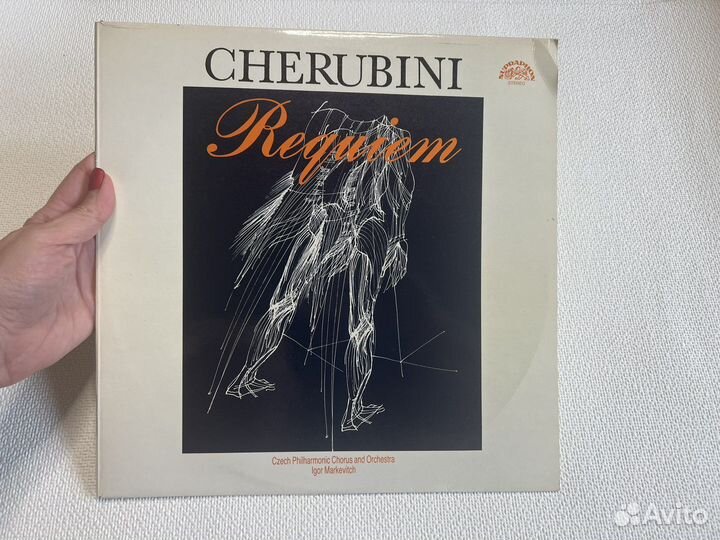 CHERUBINI
SUPRAPHON
STEREO
Requiem
Czech Philharmonic Chorus and Orchestra
Igor Markevitch
Avito